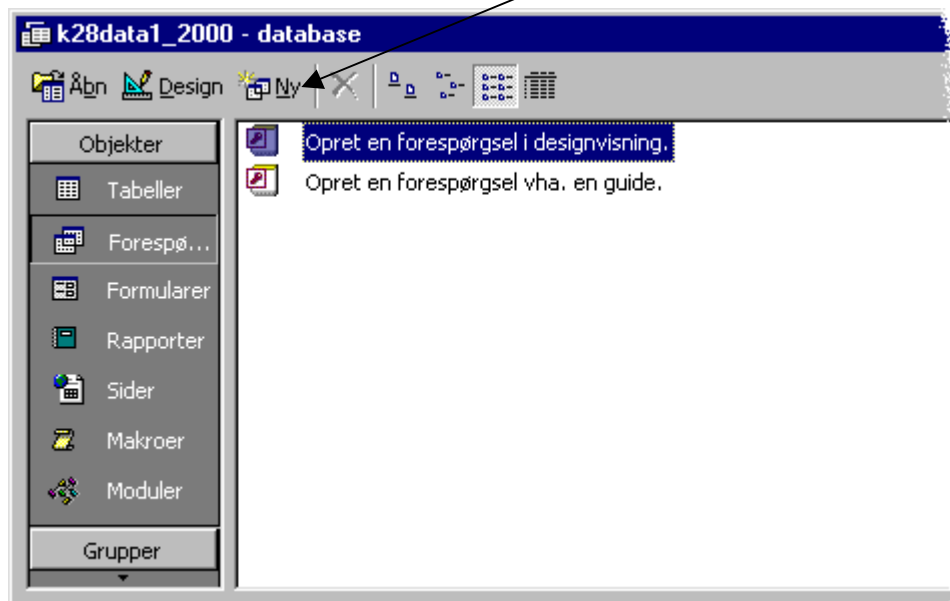 k28data1_2000 - database
Åbn Design Ny
Objekter
Tabeller
Forespø...
Formularer
Rapporter
Sider
Makroer
Moduler
Grupper
Opret en forespørgsel i designvisning.
Opret en forespørgsel vha. en guide.